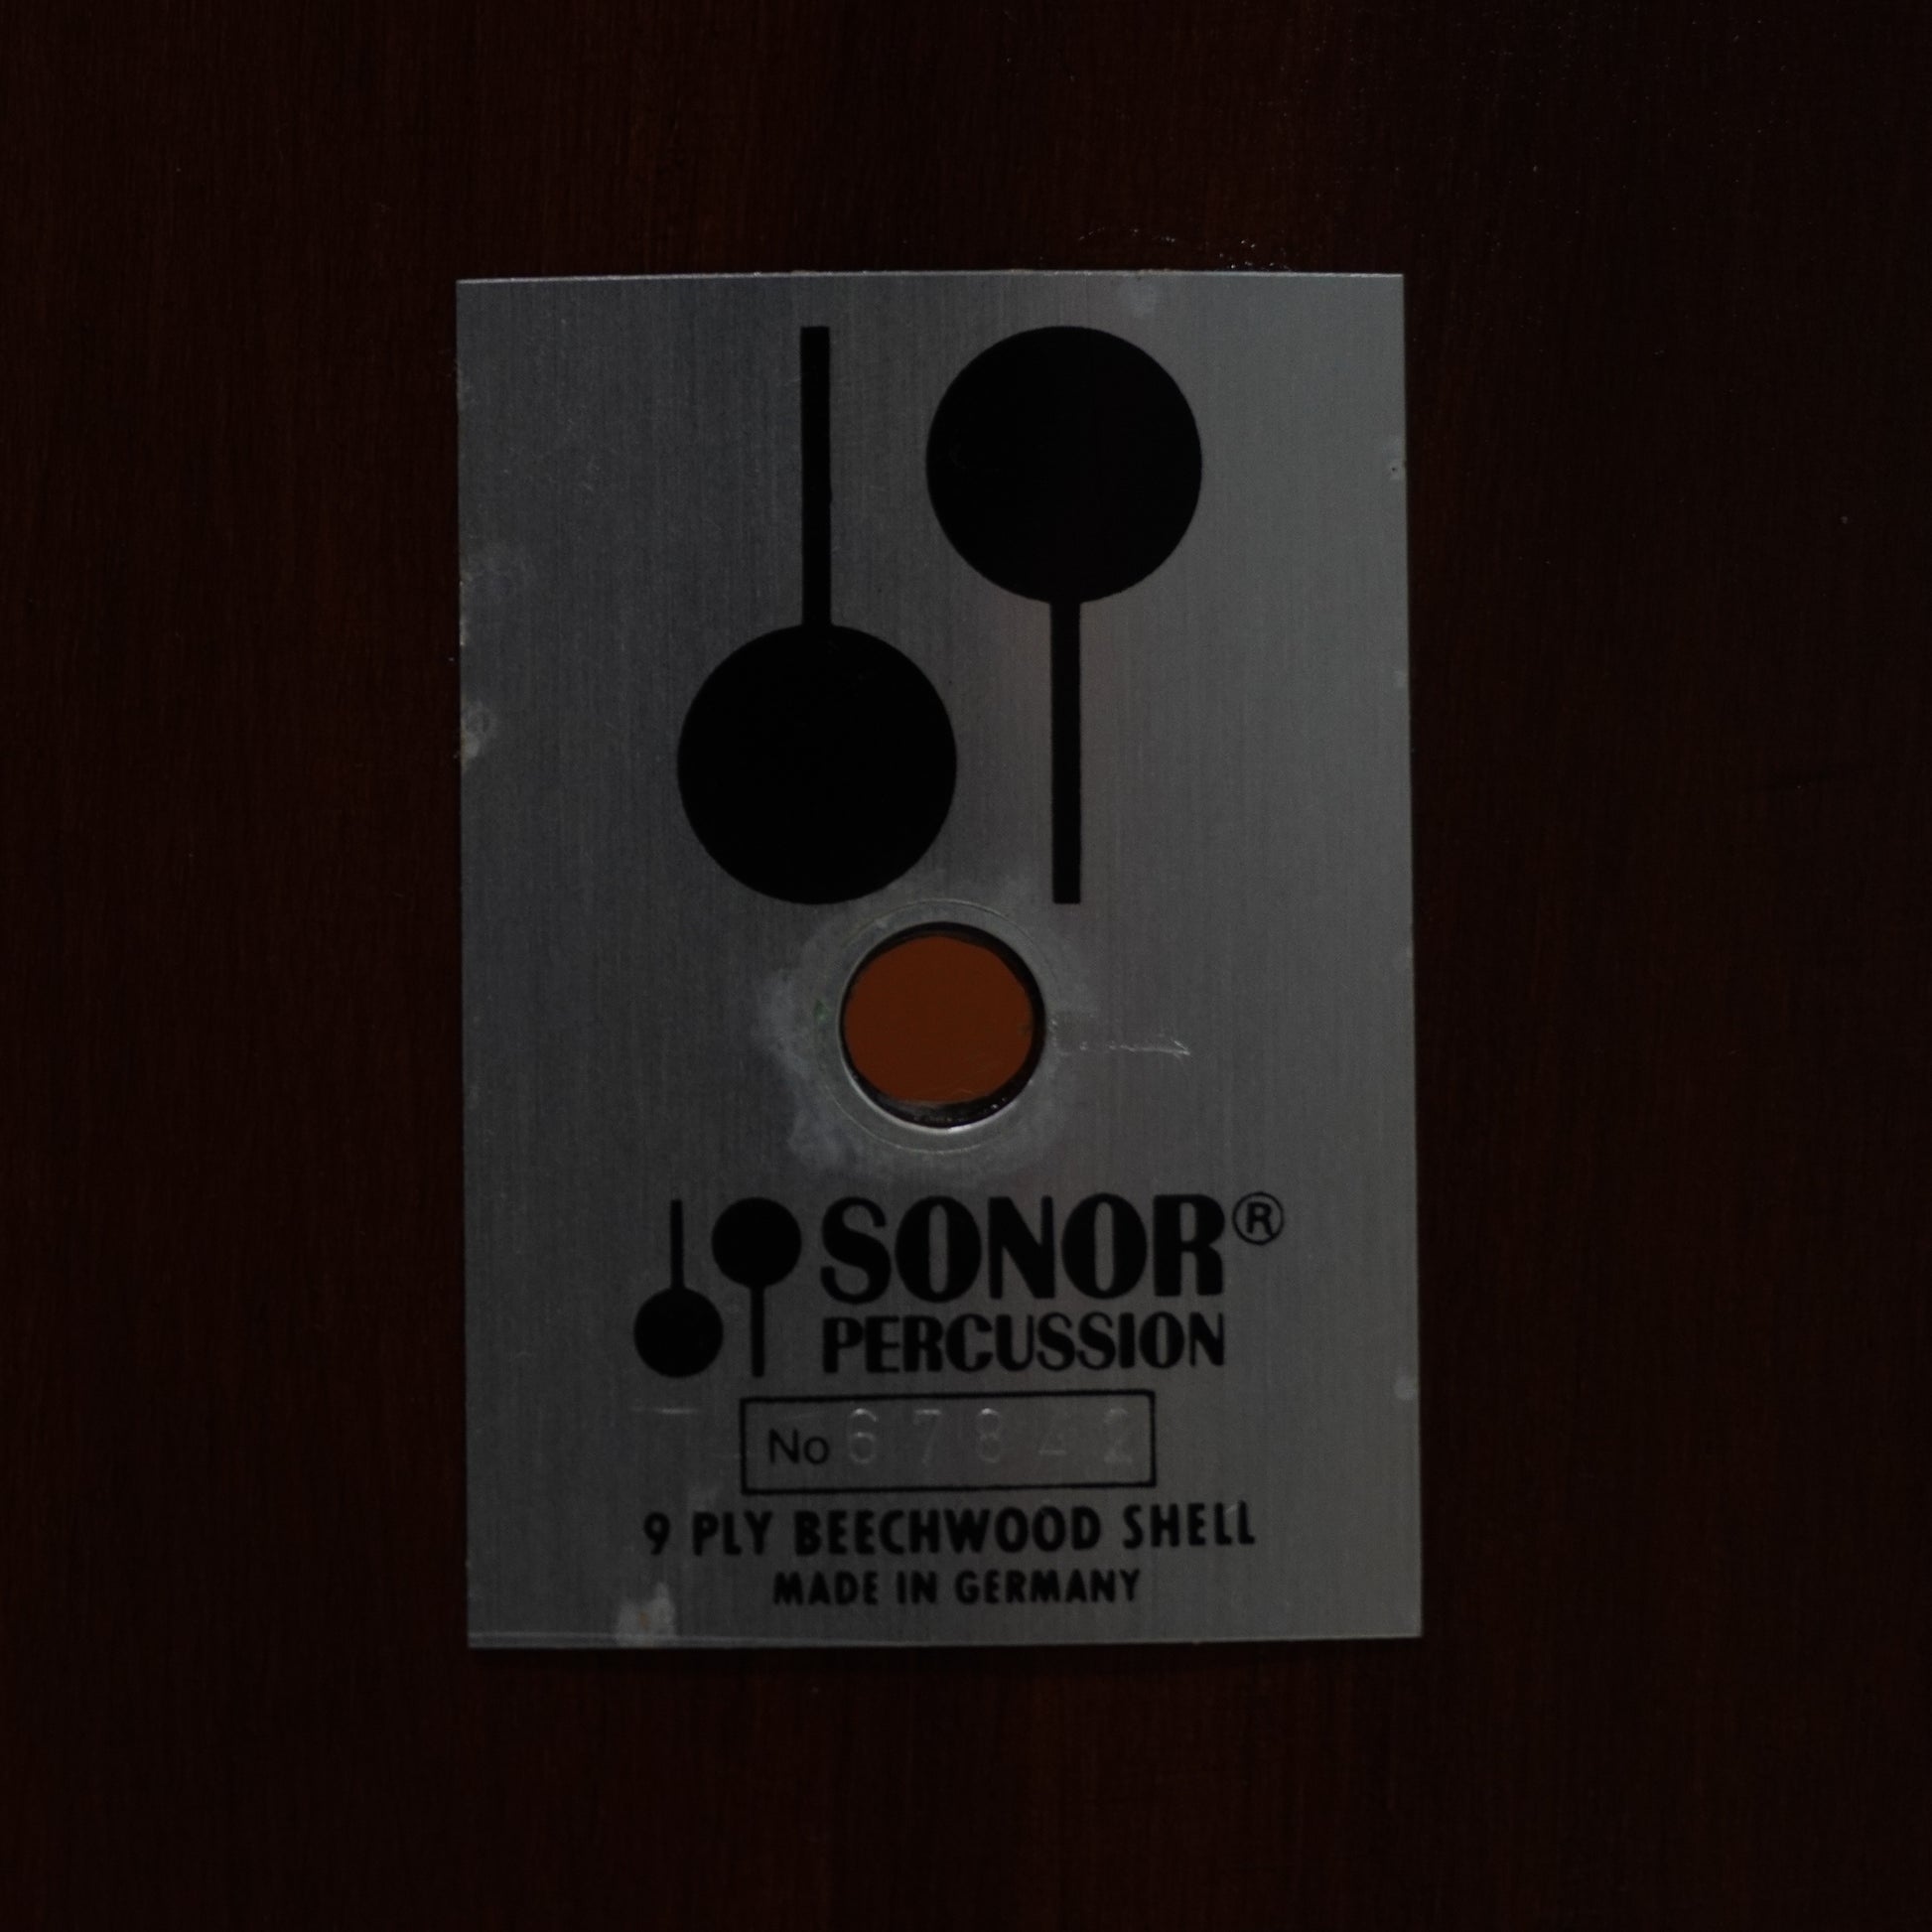 SONOR®
PERCUSSION
No 67842
9 PLY BEECHWOOD SHELL
MADE IN GERMANY